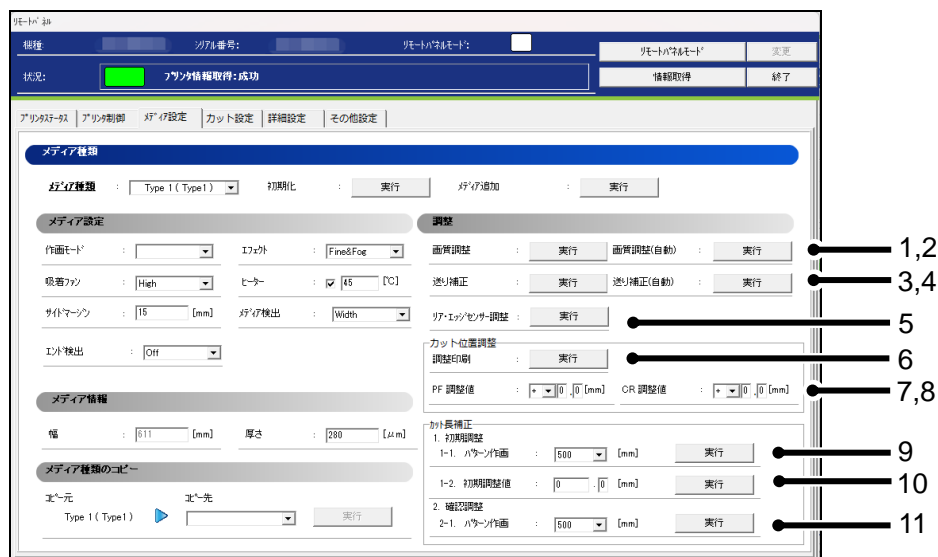 ﾘﾓｰﾄﾊﾟﾈﾙ
機種:
ｼﾘｱﾙ番号:
ﾘﾓｰﾄﾊﾟﾈﾙﾓｰﾄﾞ:
ﾘﾓｰﾄﾊﾟﾈﾙﾓｰﾄﾞ 変更
状況: ﾌﾟﾘﾝﾀ情報取得:成功
情報取得 終了
ﾌﾟﾘﾝﾀｽﾃｰﾀｽ ﾌﾟﾘﾝﾀ制御 ﾒﾃﾞｨｱ設定 カット設定 詳細設定 その他設定
メディア種類
ﾒﾃﾞｨｱ種類 : Type 1 ( Type1 ) 初期化 : 実行 ﾒﾃﾞｨｱ追加 : 実行
メディア設定
作画ﾓｰﾄﾞ : ｴﾌｪｸﾄ : Fine&Fog
吸着ﾌｧﾝ : High ﾋｰﾀｰ : 45 [℃]
ｻｲﾄﾞﾏｰｼﾞﾝ : 15 [mm] ﾒﾃﾞｨｱ検出 : Width
ｴﾝﾄﾞ検出 : Off
メディア情報
幅 : 611 [mm] 厚さ : 280 [μm]
メディア種類のコピー
ｺﾋﾟｰ元 ｺﾋﾟｰ先
Type 1 ( Type1 ) 実行
調整
画質調整 : 実行 画質調整(自動) : 実行 1,2
送り補正 : 実行 送り補正(自動) : 実行 3,4
ﾘｱ・ｴｯｼﾞｾﾝｻｰ調整 : 実行 5
カット位置調整
調整印刷 : 実行 6
PF 調整値 : + 0 .0 [mm] CR 調整値 : + 0 .0 [mm] 7,8
ｶｯﾄ長補正
1. 初期調整
1-1. ﾊﾟﾀｰﾝ作画 : 500 [mm] 実行 9
1-2. 初期調整値 : 0 .0 [mm] 実行 10
2. 確認調整
2-1. ﾊﾟﾀｰﾝ作画 : 500 [mm] 実行 11